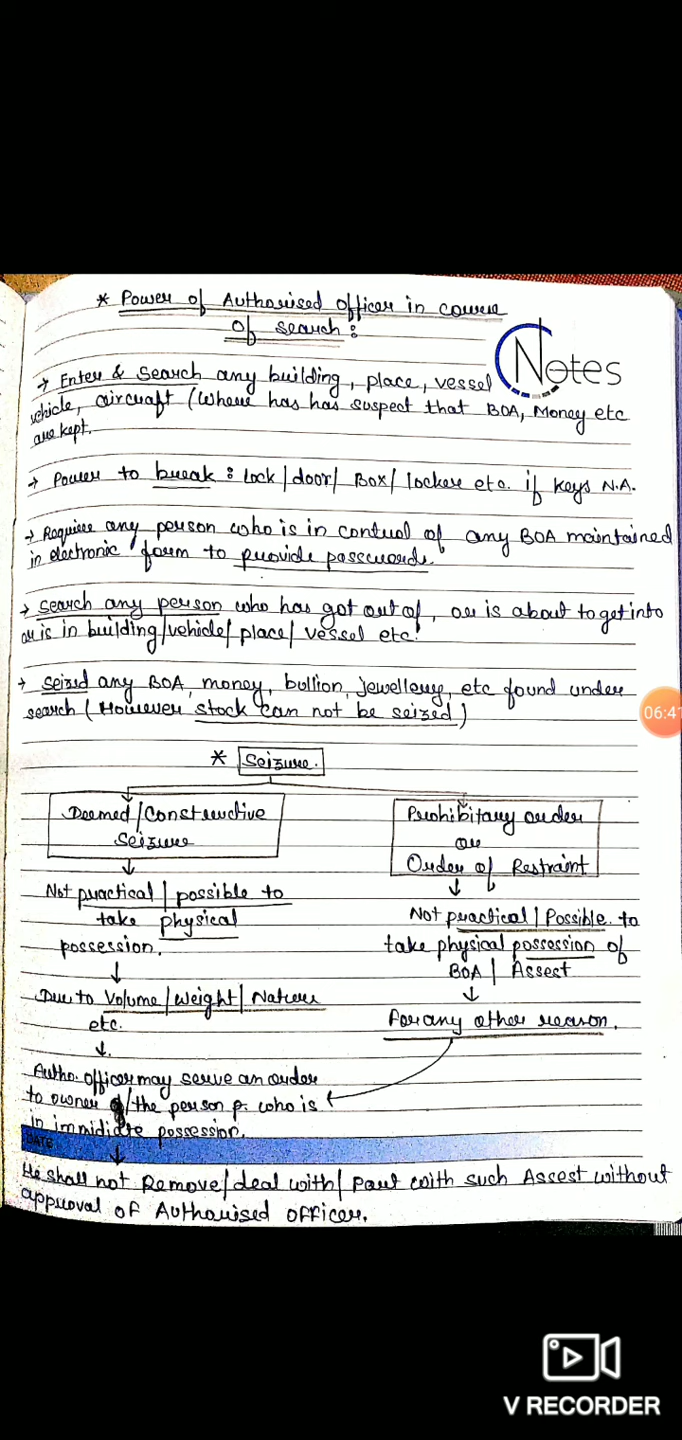 * Power of Authorised officer in course
of search :
Notes
→ Enter & Search any building, place, vessel
vehicle, aircraft (where has has suspect that BOA, Money etc
are kept.
→ Power to break : lock/door/ Box/ locker etc. if keys N.A.
→ Require any person who is in control of any BOA maintained
in electronic form to provide passwords.
→ Search any person who has got out of, or is about to get into
or is in building/vehicle/ place/ vessel etc.
→ Seized any BOA, money, bullion, jewellery, etc found under
search ( However stock can not be seized )
06:41
* Seizure.
Deemed/Constructive
Seizure
Prohibitary order
or
Order of Restraint
Not practical/possible to
take physical
possession.
Not practical/Possible to
take physical possession of
BOA/ Assest
Due to Volume/Weight/Nature
etc.
For any other reason.
Autho. officer may serve an order
to owner /the person p. who is
in immidiate possession.
DATE
He shall not Remove/deal with/ part with such Assest without
approval of Authorised officer.
V RECORDER